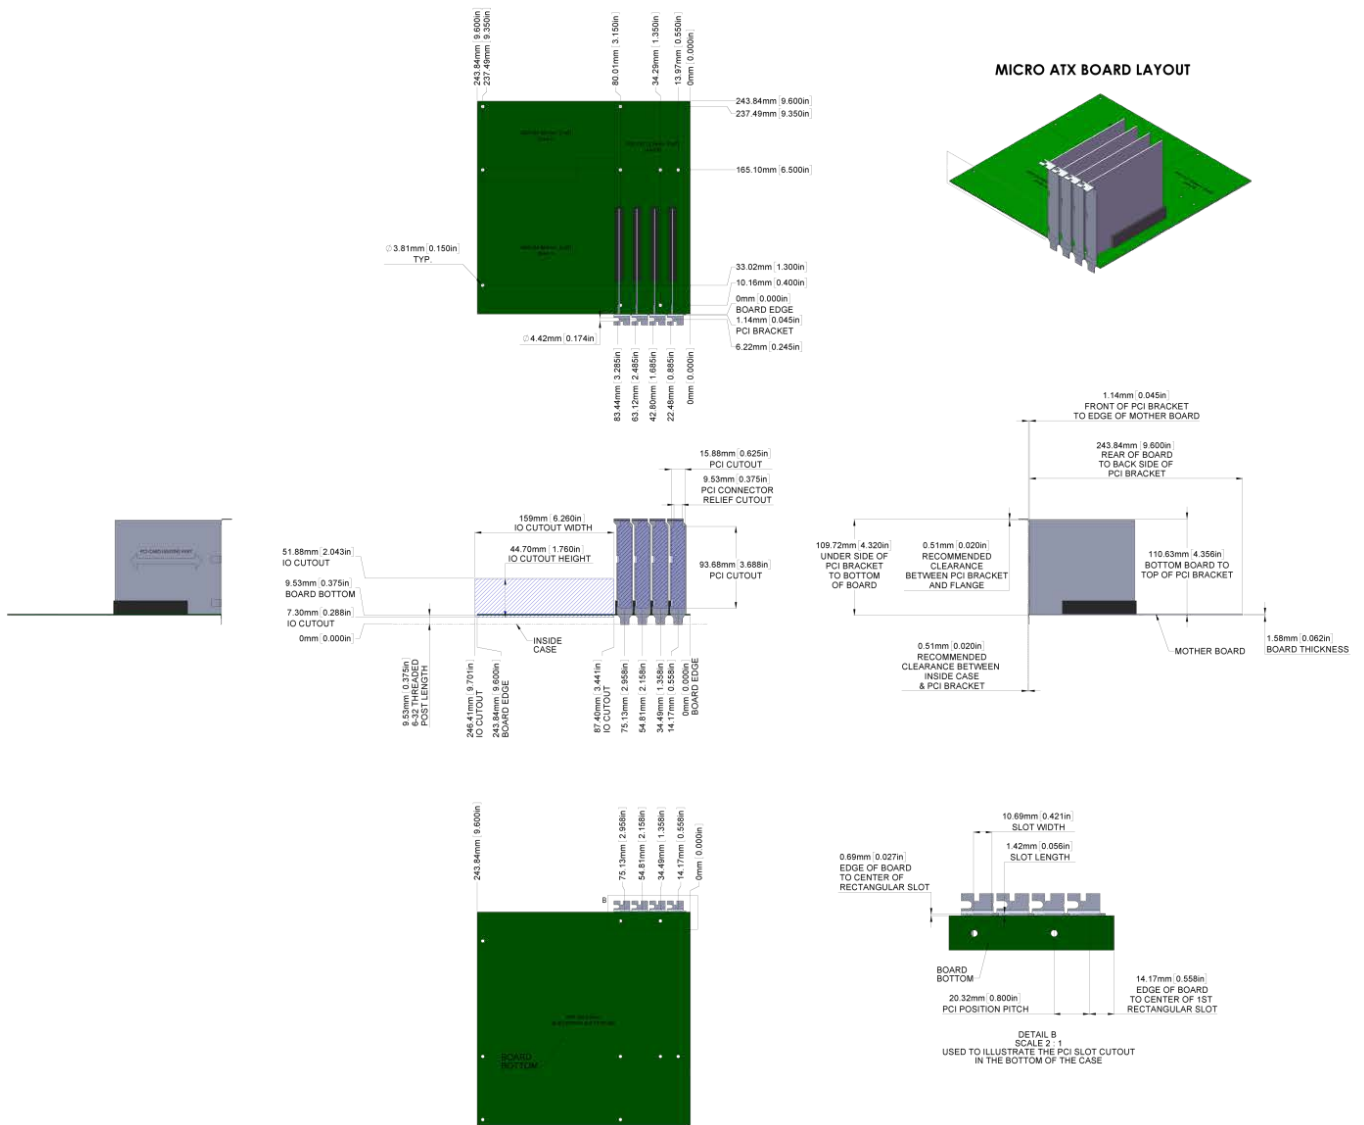 MICRO ATX BOARD LAYOUT
243.84mm [9.600in]
237.49mm [9.350in]
80.01mm [3.150in]
34.29mm [1.350in]
13.97mm [0.550in]
0mm [0.000in]
243.84mm [9.600in]
237.49mm [9.350in]
165.10mm [6.500in]
∅3.81mm [0.150in]
TYP.
33.02mm [1.300in]
10.16mm [0.400in]
0mm [0.000in]
BOARD EDGE
1.14mm [0.045in]
PCI BRACKET
6.22mm [0.245in]
∅4.42mm [0.174in]
83.44mm [3.285in]
63.12mm [2.485in]
42.80mm [1.685in]
22.48mm [0.885in]
0mm [0.000in]
1.14mm [0.045in]
FRONT OF PCI BRACKET
TO EDGE OF MOTHER BOARD
243.84mm [9.600in]
REAR OF BOARD
TO BACK SIDE OF
PCI BRACKET
15.88mm [0.625in]
PCI CUTOUT
9.53mm [0.375in]
PCI CONNECTOR
RELIEF CUTOUT
159mm [6.260in]
IO CUTOUT WIDTH
44.70mm [1.760in]
IO CUTOUT HEIGHT
51.88mm [2.043in]
IO CUTOUT
9.53mm [0.375in]
BOARD BOTTOM
7.30mm [0.288in]
IO CUTOUT
0mm [0.000in]
93.68mm [3.688in]
PCI CUTOUT
INSIDE
CASE
9.53mm [0.375in]
6-32 THREADED
POST LENGTH
246.41mm [9.701in]
IO CUTOUT
243.84mm [9.600in]
BOARD EDGE
87.40mm [3.441in]
IO CUTOUT
75.13mm [2.958in]
54.81mm [2.158in]
34.49mm [1.358in]
14.17mm [0.558in]
0mm [0.000in]
BOARD EDGE
109.72mm [4.320in]
UNDER SIDE OF
PCI BRACKET
TO BOTTOM
OF BOARD
0.51mm [0.020in]
RECOMMENDED
CLEARANCE
BETWEEN PCI BRACKET
AND FLANGE
110.63mm [4.356in]
BOTTOM BOARD TO
TOP OF PCI BRACKET
0.51mm [0.020in]
RECOMMENDED
CLEARANCE BETWEEN
INSIDE CASE
& PCI BRACKET
MOTHER BOARD
1.58mm [0.062in]
BOARD THICKNESS
243.84mm [9.600in]
75.13mm [2.958in]
54.81mm [2.158in]
34.49mm [1.358in]
14.17mm [0.558in]
0mm [0.000in]
B
BOARD
BOTTOM
10.69mm [0.421in]
SLOT WIDTH
1.42mm [0.056in]
SLOT LENGTH
0.69mm [0.027in]
EDGE OF BOARD
TO CENTER OF
RECTANGULAR SLOT
BOARD
BOTTOM
20.32mm [0.800in]
PCI POSITION PITCH
14.17mm [0.558in]
EDGE OF BOARD
TO CENTER OF 1ST
RECTANGULAR SLOT
DETAIL B
SCALE 2 : 1
USED TO ILLUSTRATE THE PCI SLOT CUTOUT
IN THE BOTTOM OF THE CASE